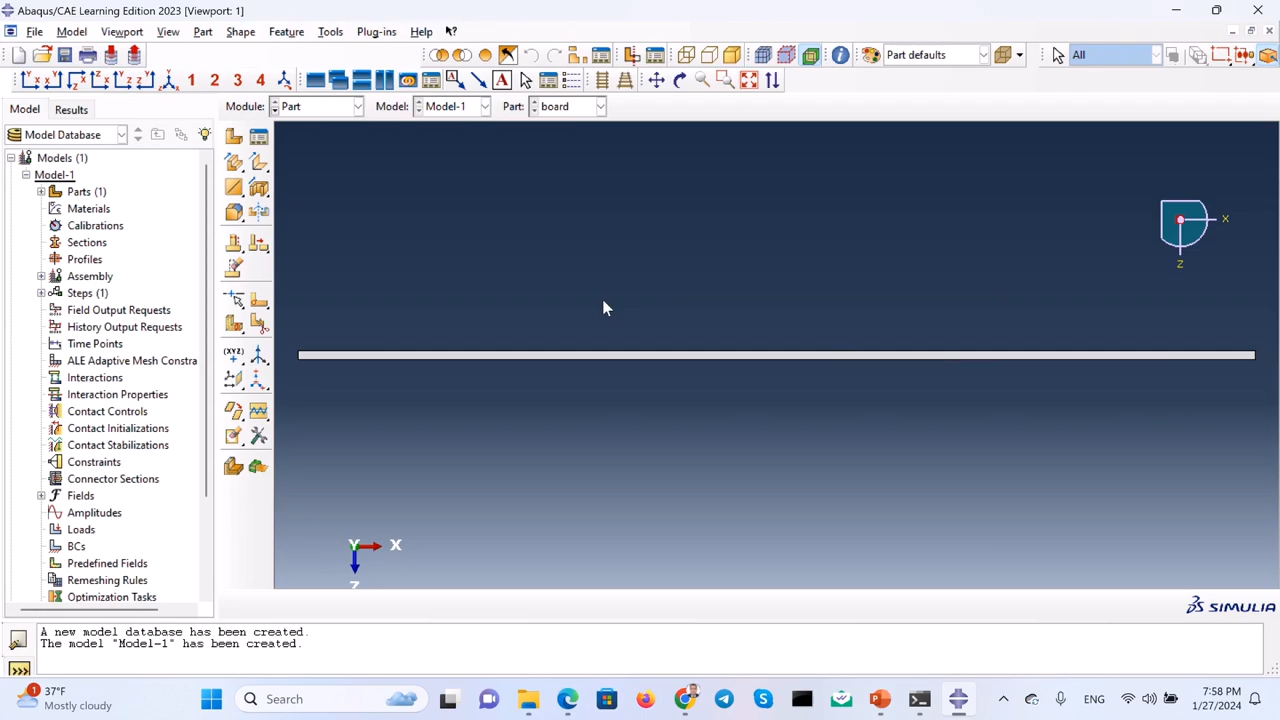 Abaqus/CAE Learning Edition 2023 [Viewport: 1]
File Model Viewport View Part Shape Feature Tools Plug-ins Help
Part defaults
All
1 2 3 4
A
Model Results
Module: Part Model: Model-1 Part: board
Model Database
Models (1)
Model-1
Parts (1)
Materials
Calibrations
Sections
Profiles
Assembly
Steps (1)
Field Output Requests
History Output Requests
Time Points
ALE Adaptive Mesh Constra
Interactions
Interaction Properties
Contact Controls
Contact Initializations
Contact Stabilizations
Constraints
Connector Sections
Fields
Amplitudes
Loads
BCs
Predefined Fields
Remeshing Rules
Optimization Tasks
(XYZ)
X
Z
Y
X
Z
SIMULIA
A new model database has been created.
The model "Model-1" has been created.
>>>
37°F
Mostly cloudy
1
Search
ENG
7:58 PM
1/27/2024